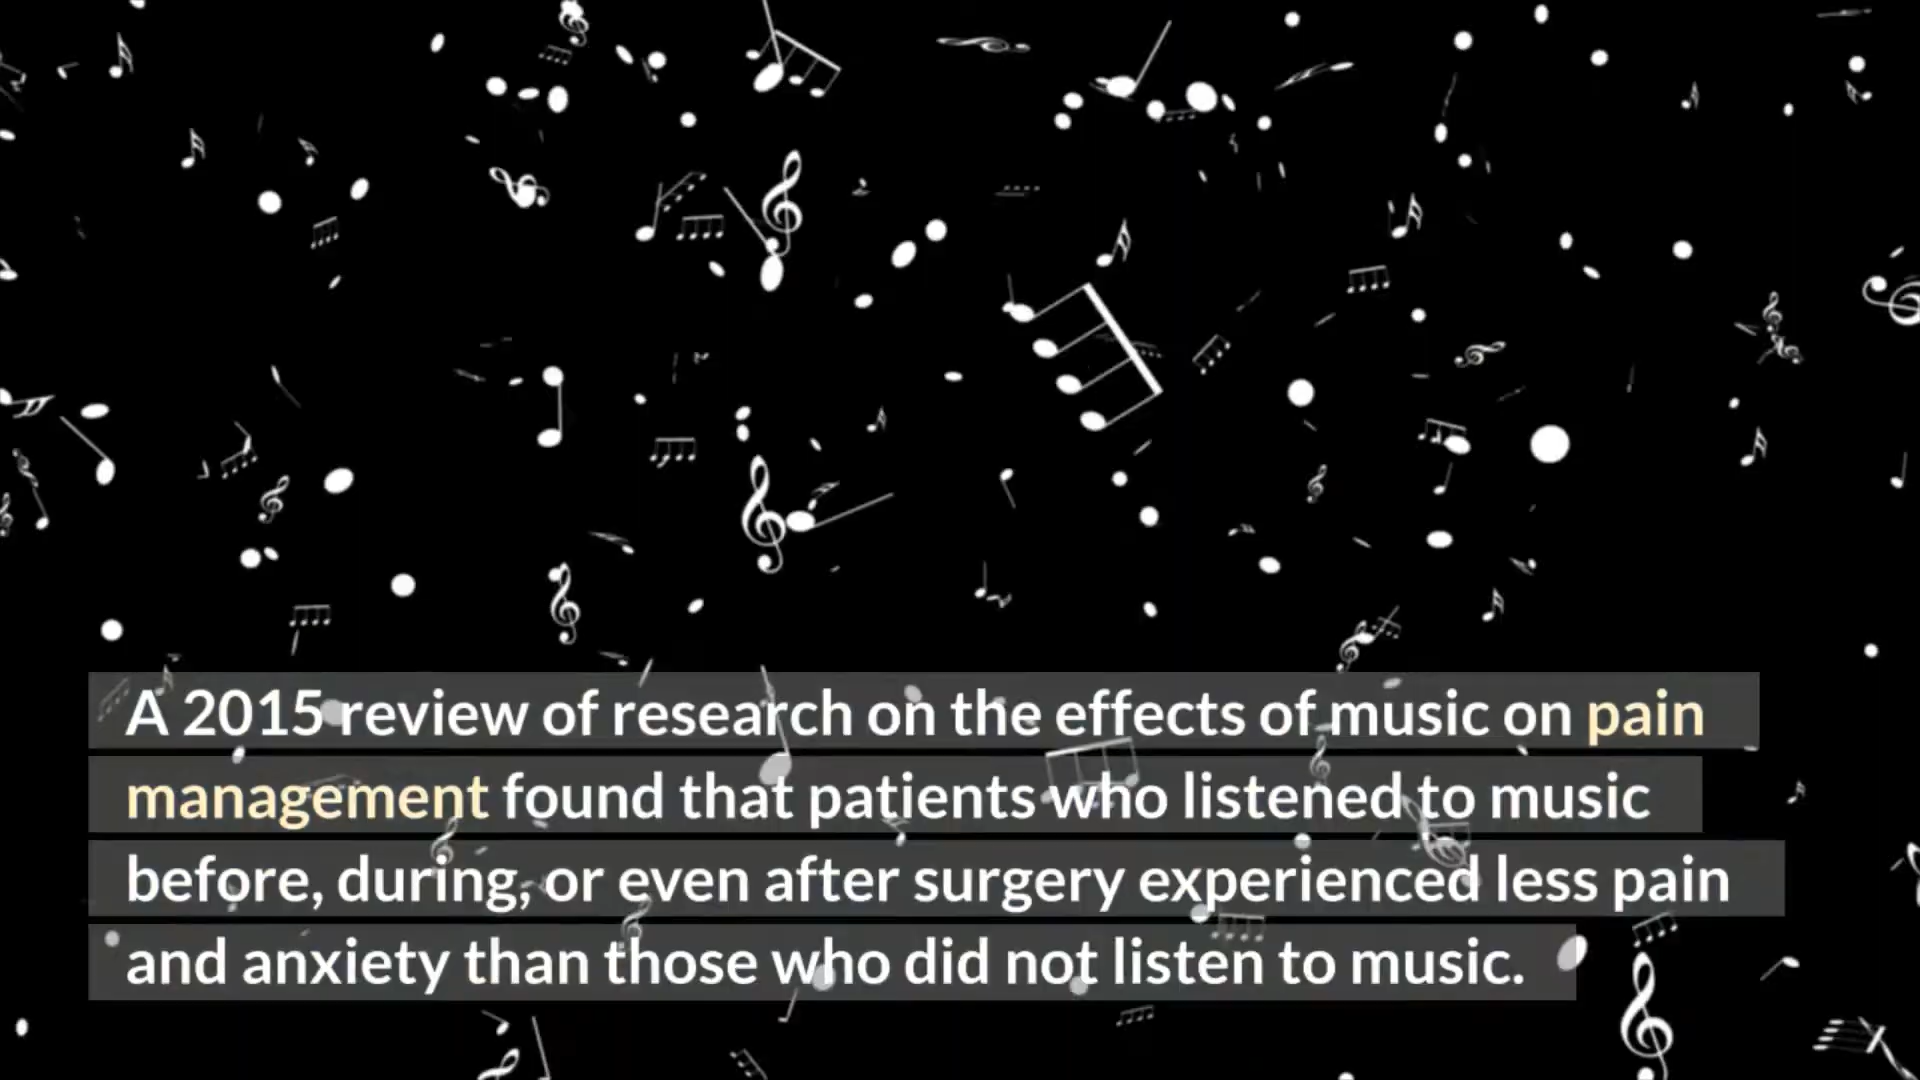 A 2015 review of research on the effects of music on pain
management found that patients who listened to music
before, during, or even after surgery experienced less pain
and anxiety than those who did not listen to music.